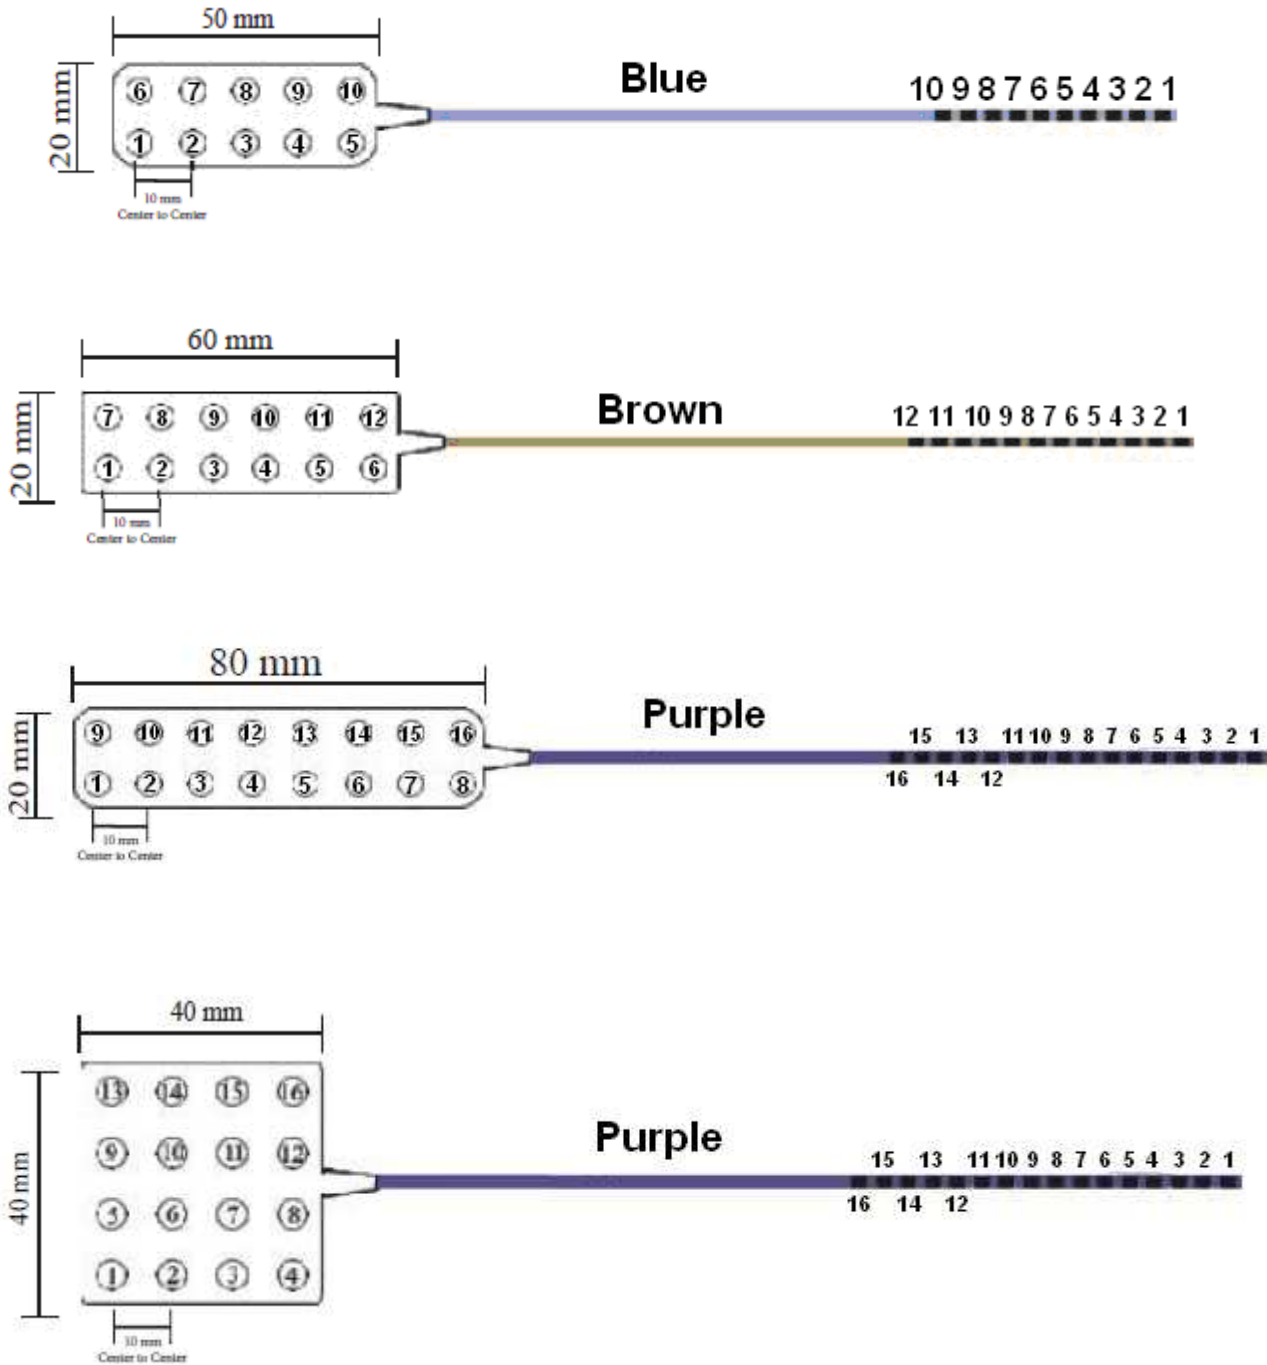 50 mm
Blue
20 mm
6 7 8 9 10
1 2 3 4 5
10 9 8 7 6 5 4 3 2 1
10 mm
Center to Center
60 mm
Brown
20 mm
7 8 9 10 11 12
1 2 3 4 5 6
12 11 10 9 8 7 6 5 4 3 2 1
10 mm
Center to Center
80 mm
Purple
20 mm
9 10 11 12 13 14 15 16
1 2 3 4 5 6 7 8
15 13 11 10 9 8 7 6 5 4 3 2 1
16 14 12
10 mm
Center to Center
40 mm
40 mm
13 14 15 16
9 10 11 12
5 6 7 8
1 2 3 4
Purple
15 13 11 10 9 8 7 6 5 4 3 2 1
16 14 12
10 mm
Center to Center